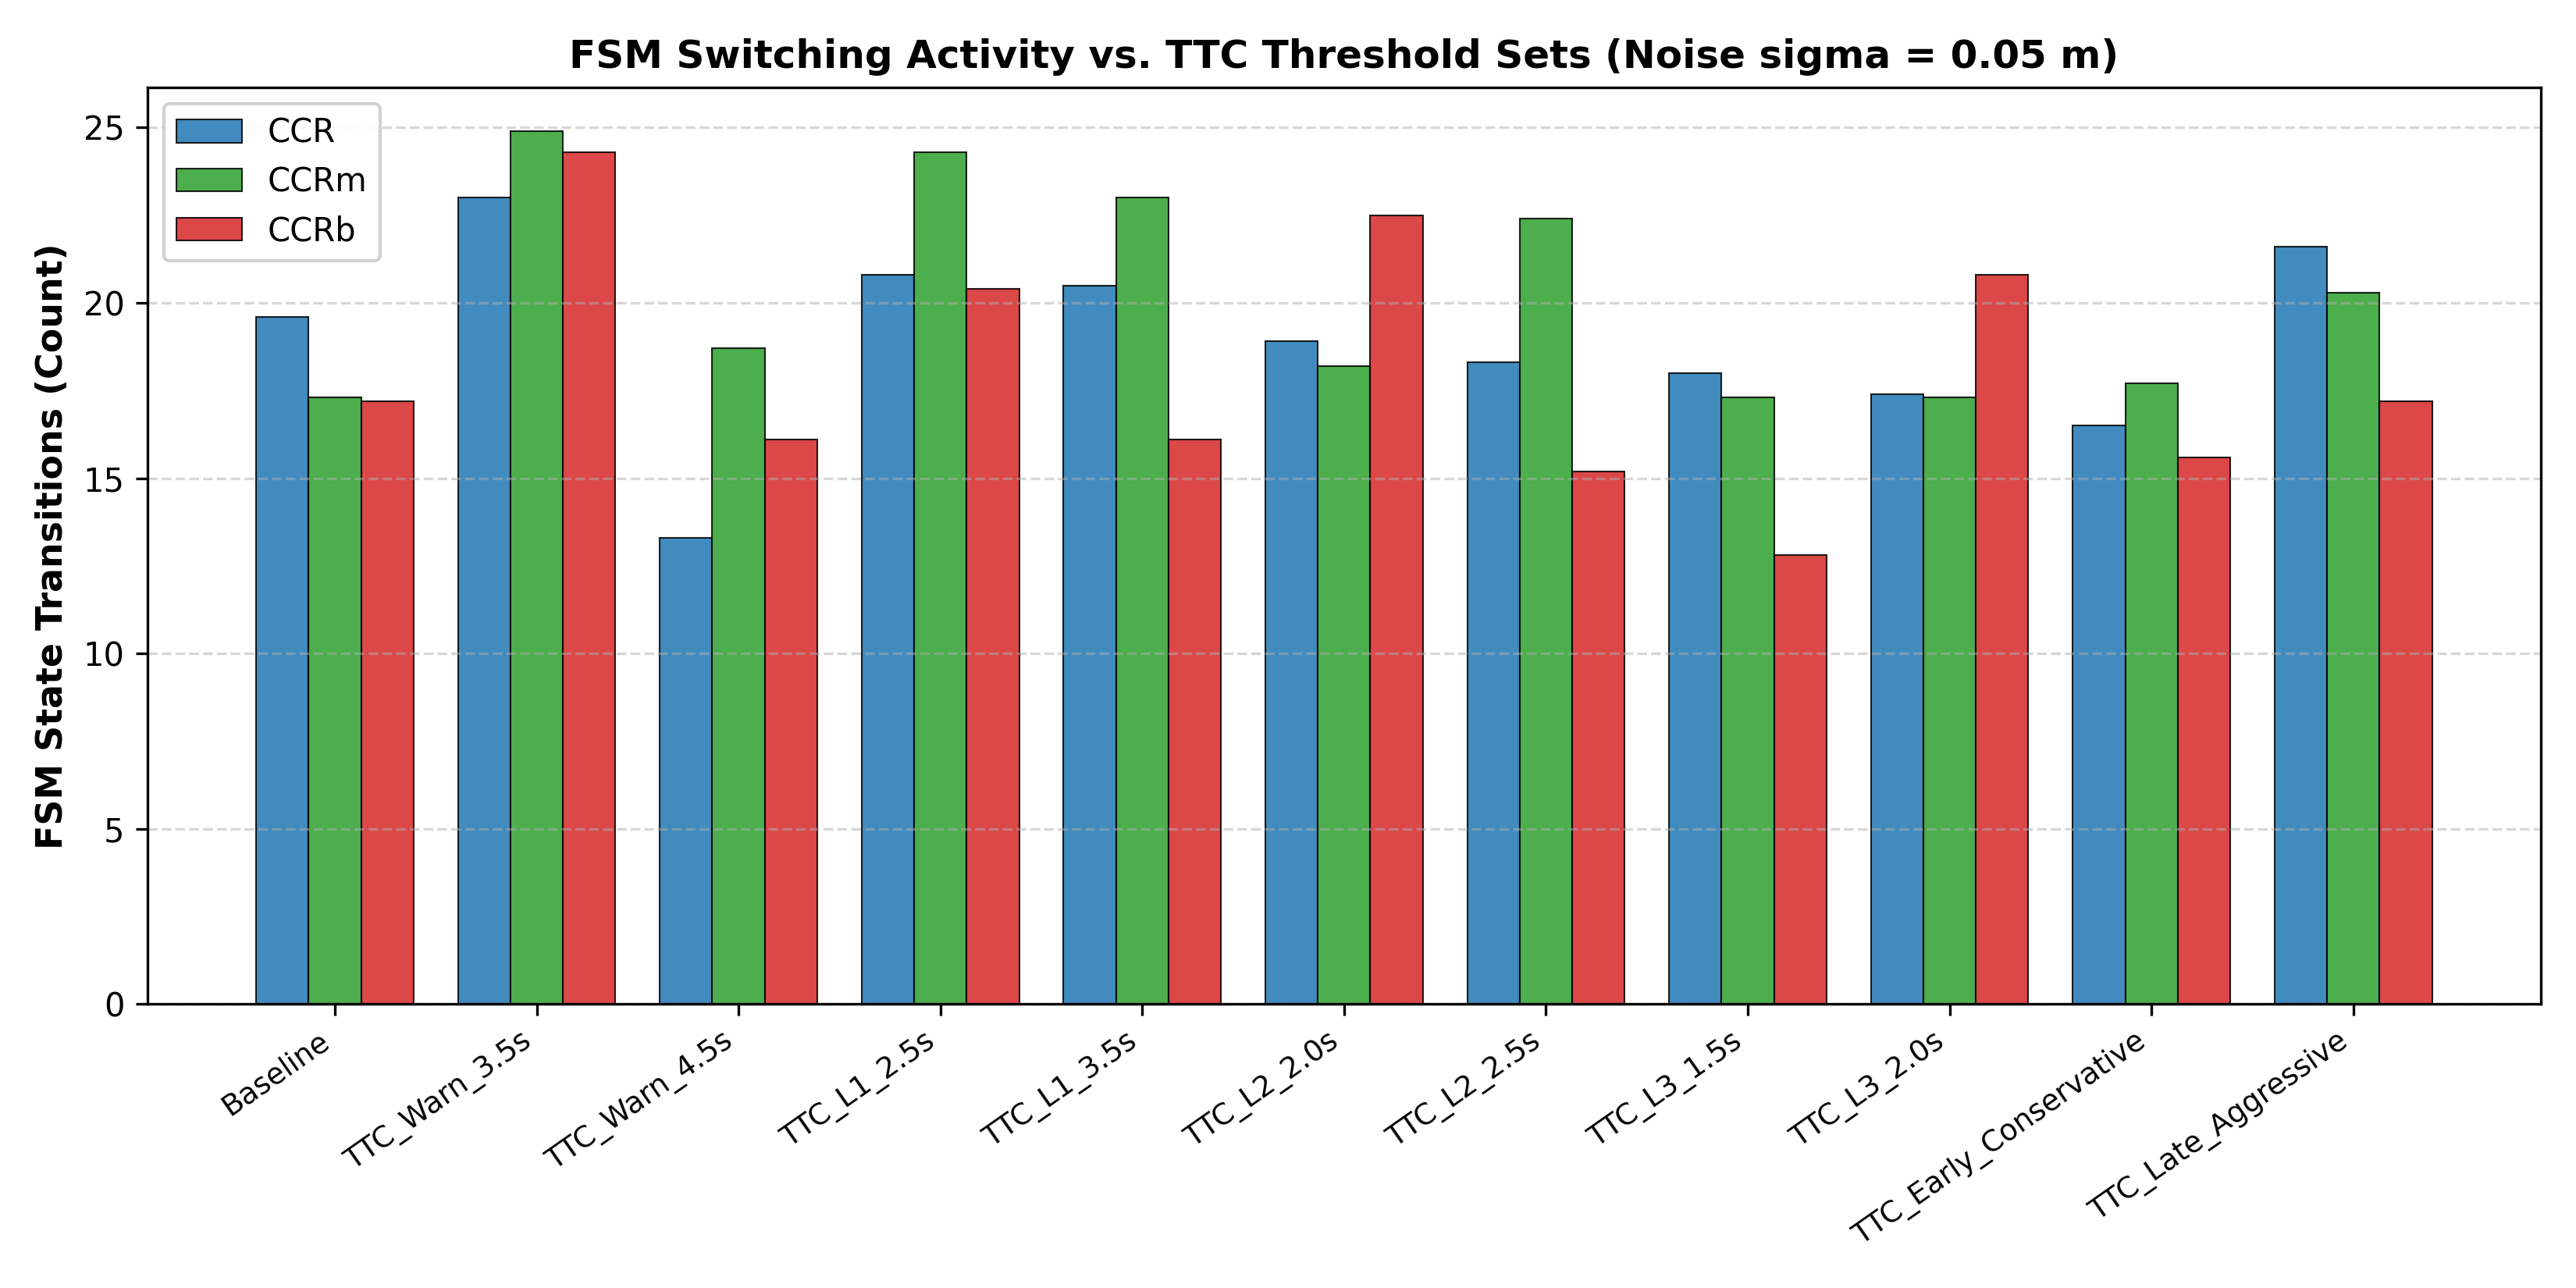 FSM Switching Activity vs. TTC Threshold Sets (Noise sigma = 0.05 m)
CCR
CCRm
CCRb
FSM State Transitions (Count)
25
20
15
10
5
0
Baseline
TTC_Warn_3.5s
TTC_Warn_4.5s
TTC_L1_2.5s
TTC_L1_3.5s
TTC_L2_2.0s
TTC_L2_2.5s
TTC_L3_1.5s
TTC_L3_2.0s
TTC_Early_Conservative
TTC_Late_Aggressive